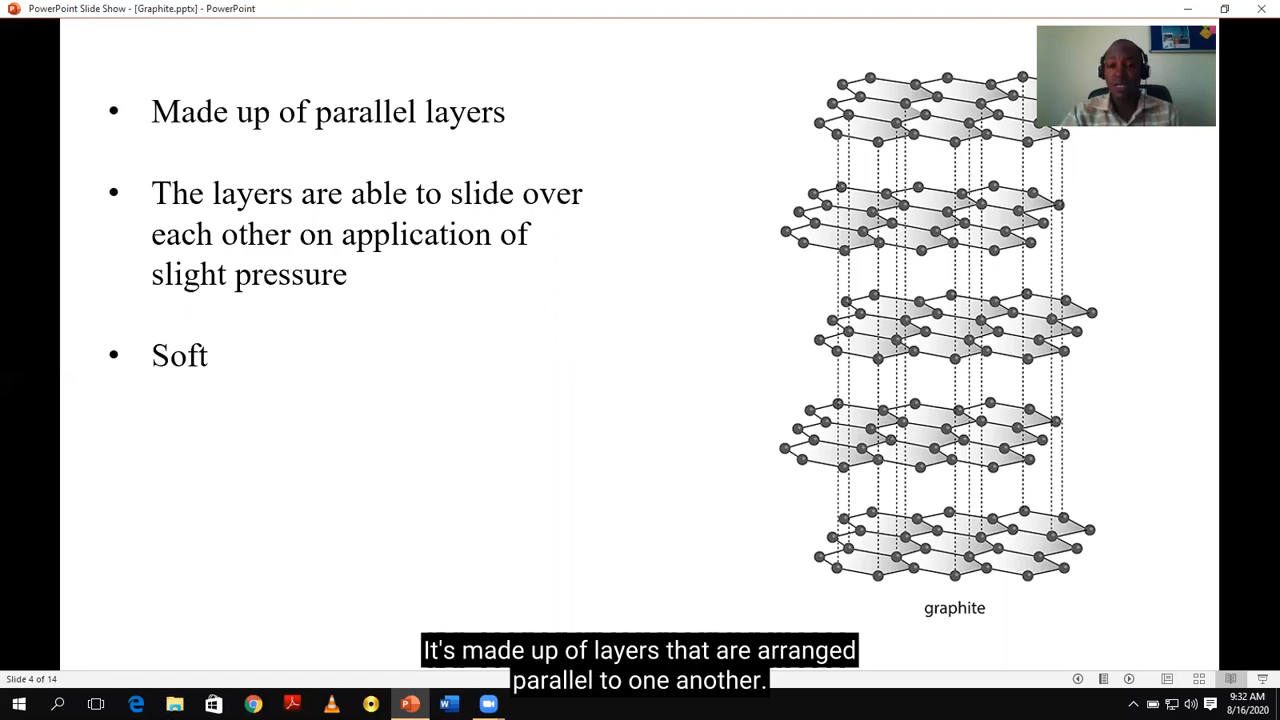 PowerPoint Slide Show - [Graphite.pptx] - PowerPoint
• Made up of parallel layers
• The layers are able to slide over
each other on application of
slight pressure
• Soft
graphite
It's made up of layers that are arranged
parallel to one another.
Slide 4 of 14
9:32 AM
8/16/2020